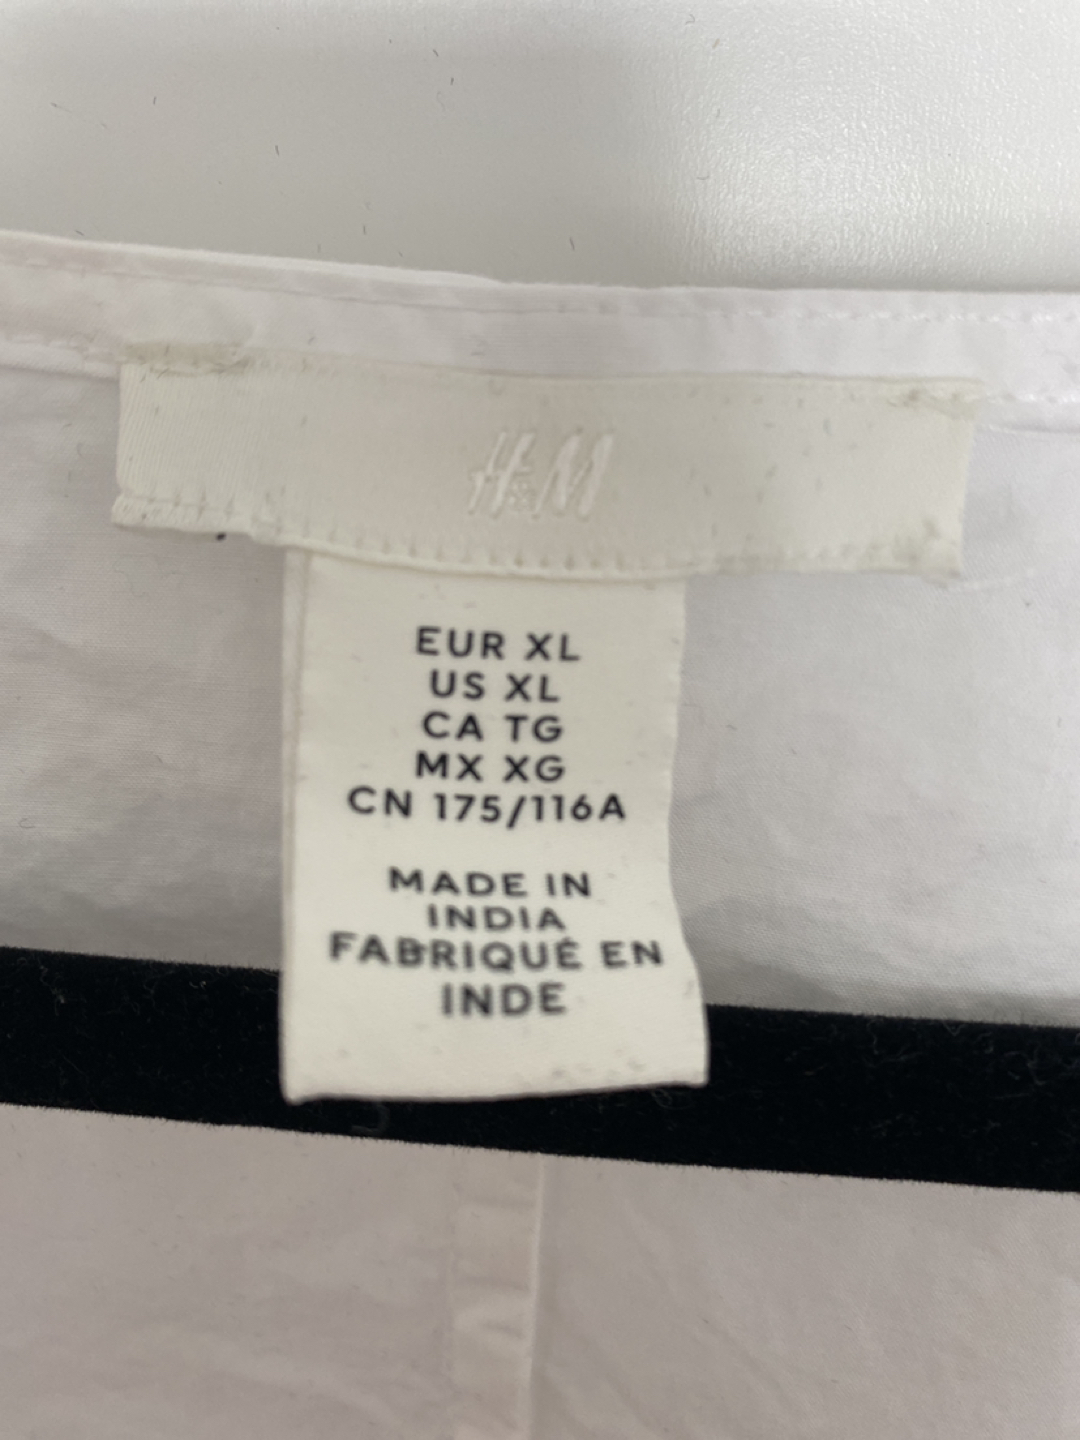 H&M
EUR XL
US XL
CA TG
MX XG
CN 175/116A
MADE IN
INDIA
FABRIQUÉ EN
INDE